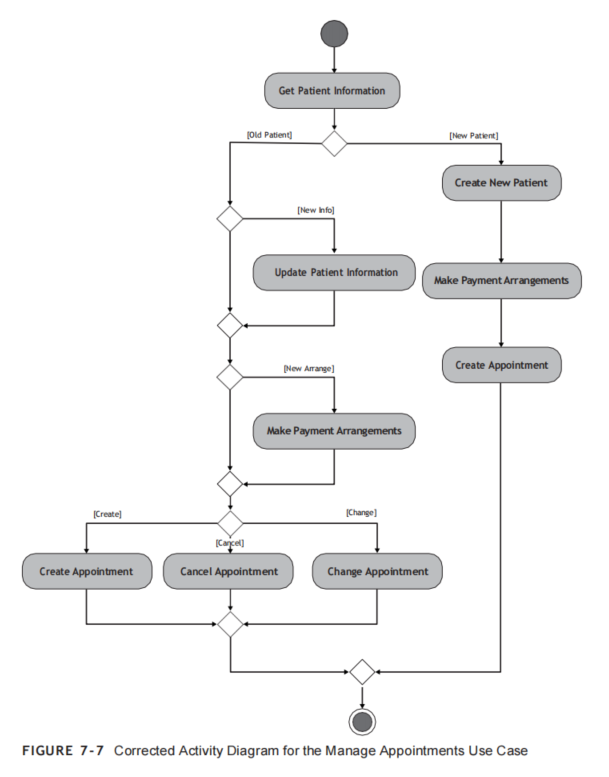 Get Patient Information
[Old Patient]
[New Patient]
Create New Patient
[New Info]
Update Patient Information
Make Payment Arrangements
Create Appointment
[New Arrange]
Make Payment Arrangements
[Create]
[Cancel]
[Change]
Create Appointment
Cancel Appointment
Change Appointment
FIGURE 7-7 Corrected Activity Diagram for the Manage Appointments Use Case